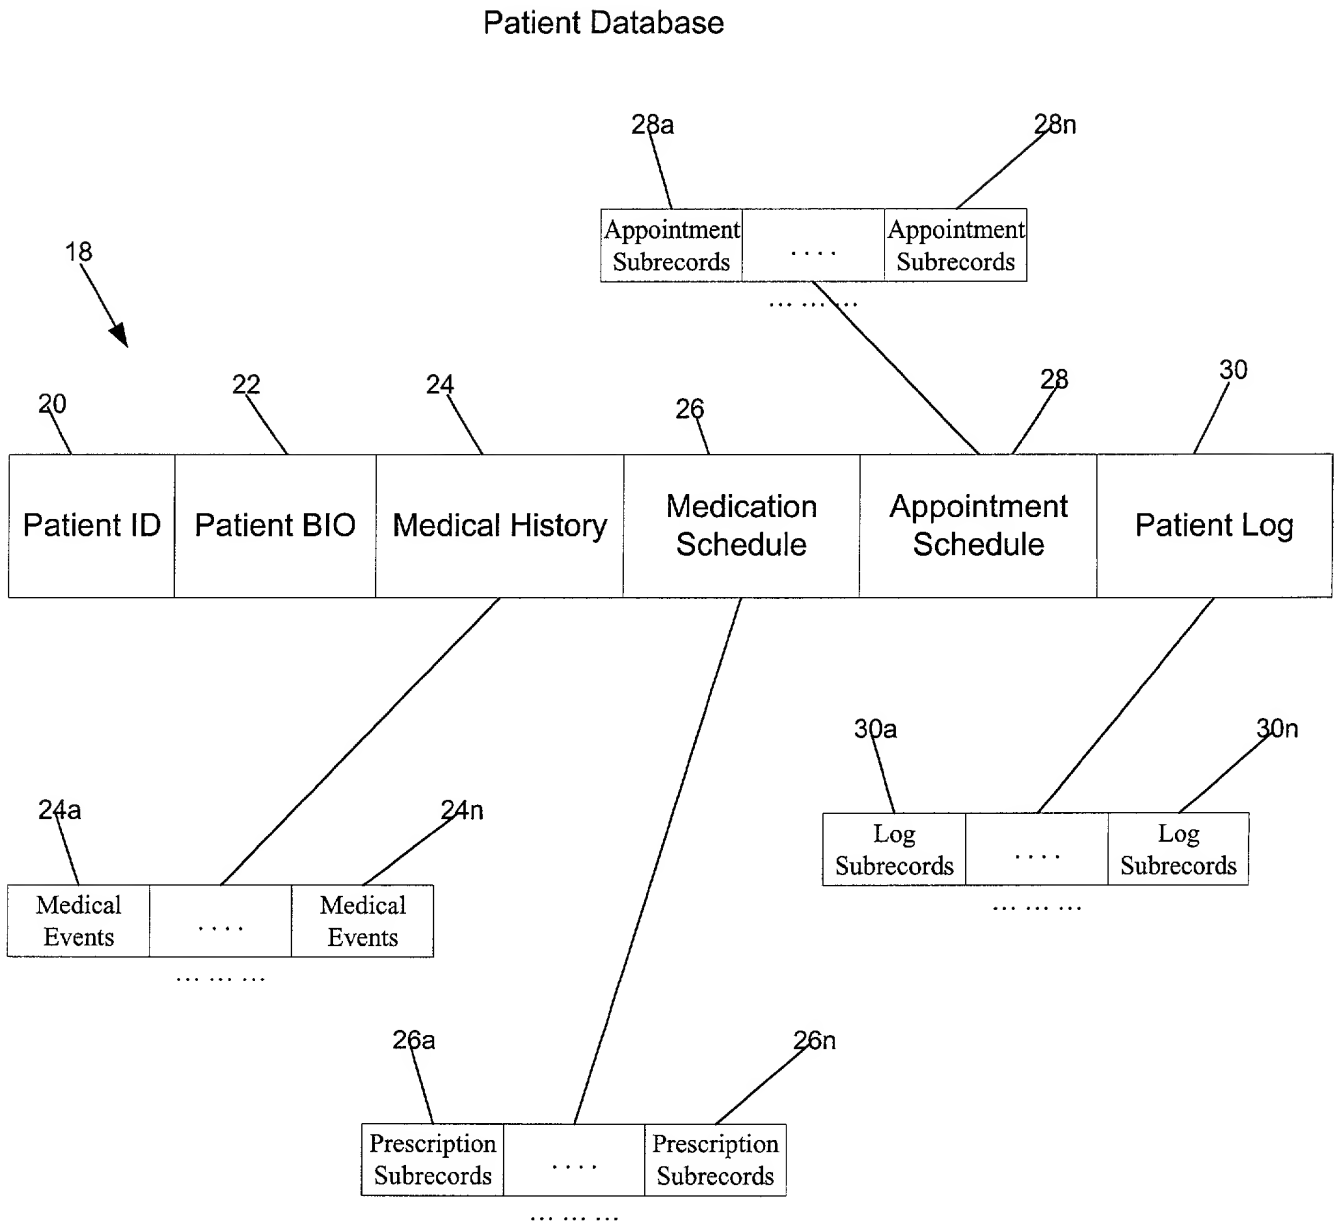 Patient Database
28a
28n
Appointment
Subrecords
....
Appointment
Subrecords
... ... ...
18
20
22
24
26
28
30
Patient ID
Patient BIO
Medical History
Medication
Schedule
Appointment
Schedule
Patient Log
30a
30n
Log
Subrecords
....
Log
Subrecords
... ... ...
24a
24n
Medical
Events
....
Medical
Events
... ... ...
26a
26n
Prescription
Subrecords
....
Prescription
Subrecords
... ... ...